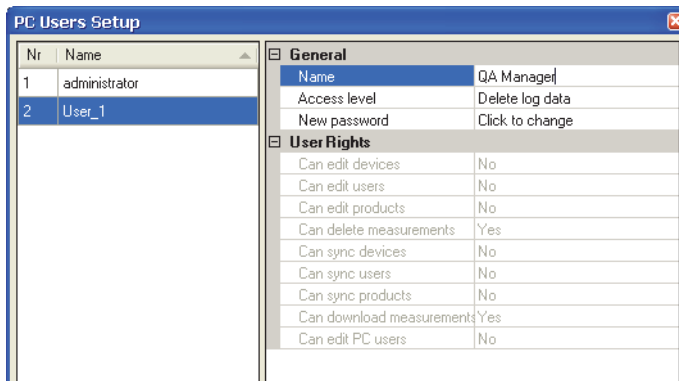 PC Users Setup
Nr Name
1 administrator
2 User_1
General
Name QA Manager
Access level Delete log data
New password Click to change
User Rights
Can edit devices No
Can edit users No
Can edit products No
Can delete measurements Yes
Can sync devices No
Can sync users No
Can sync products No
Can download measurements Yes
Can edit PC users No